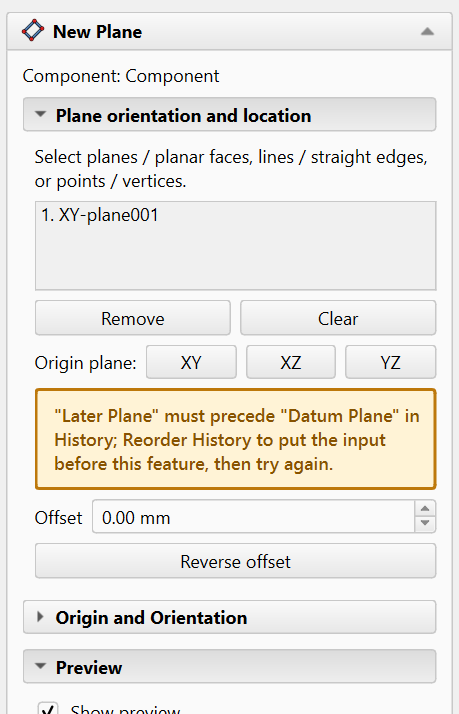 New Plane
Component: Component
Plane orientation and location
Select planes / planar faces, lines / straight edges,
or points / vertices.
1. XY-plane001
Remove Clear
Origin plane: XY XZ YZ
"Later Plane" must precede "Datum Plane" in
History; Reorder History to put the input
before this feature, then try again.
Offset 0.00 mm
Reverse offset
Origin and Orientation
Preview
Show preview